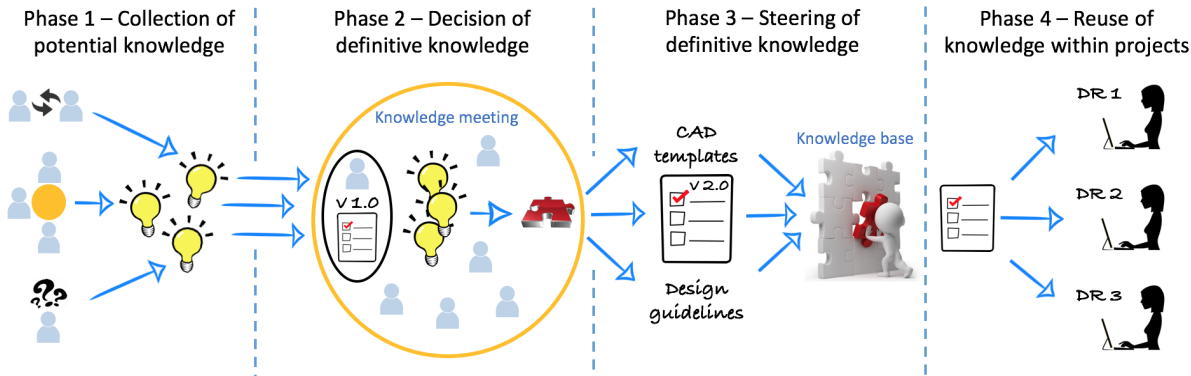 Phase 1 – Collection of
potential knowledge
Phase 2 – Decision of
definitive knowledge
Knowledge meeting
v 1.0
Phase 3 – Steering of
definitive knowledge
CAD
templates
v 2.0
Design
guidelines
Knowledge base
Phase 4 – Reuse of
knowledge within projects
DR 1
DR 2
DR 3
???